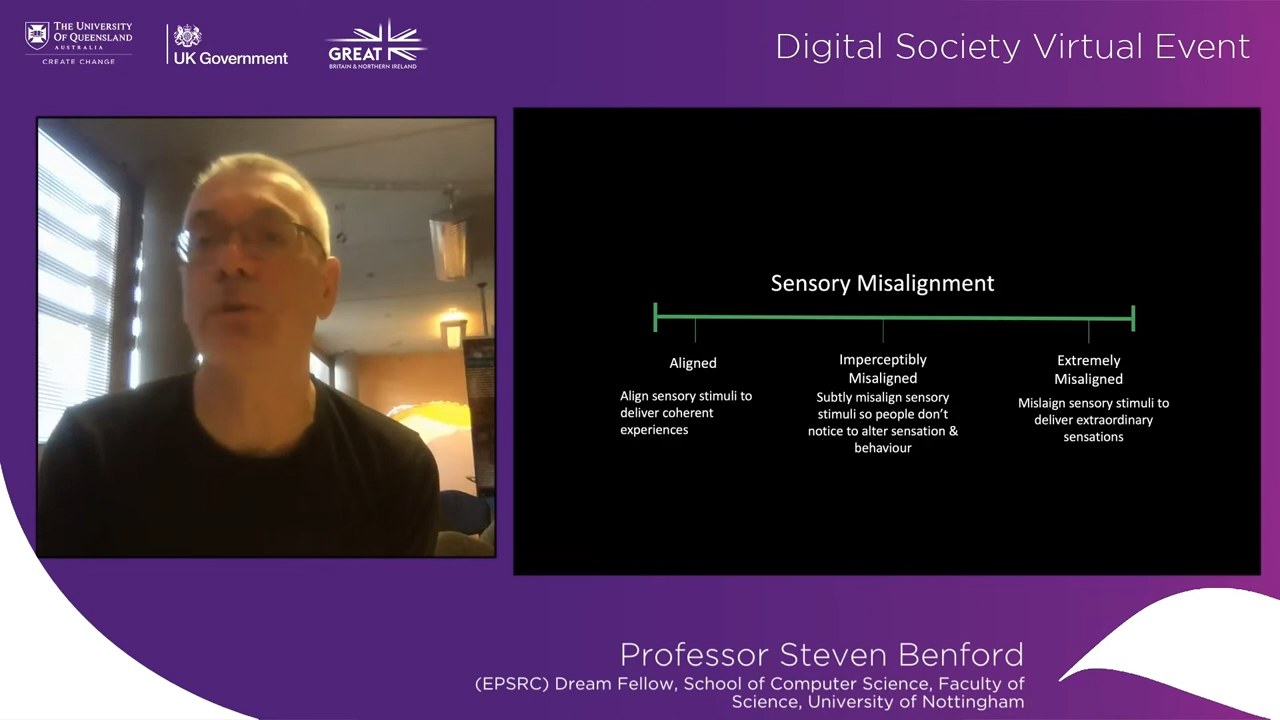 THE UNIVERSITY
OF QUEENSLAND
AUSTRALIA
CREATE CHANGE
UK Government
GREAT
BRITAIN & NORTHERN IRELAND
Digital Society Virtual Event
Sensory Misalignment
Aligned
Align sensory stimuli to
deliver coherent
experiences
Imperceptibly
Misaligned
Subtly misalign sensory
stimuli so people don’t
notice to alter sensation &
behaviour
Extremely
Misaligned
Mislaign sensory stimuli to
deliver extraordinary
sensations
Professor Steven Benford
(EPSRC) Dream Fellow, School of Computer Science, Faculty of
Science, University of Nottingham